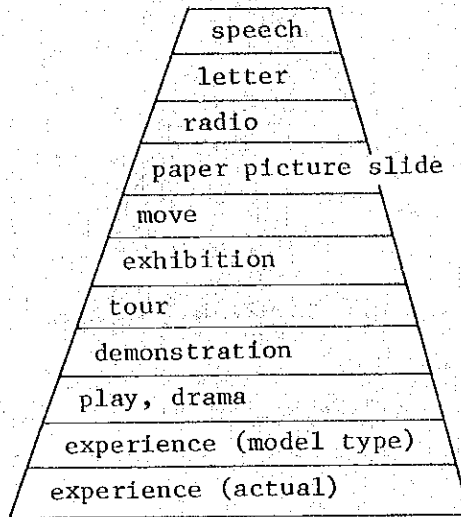 speech
letter
radio
paper picture slide
move
exhibition
tour
demonstration
play, drama
experience (model type)
experience (actual)